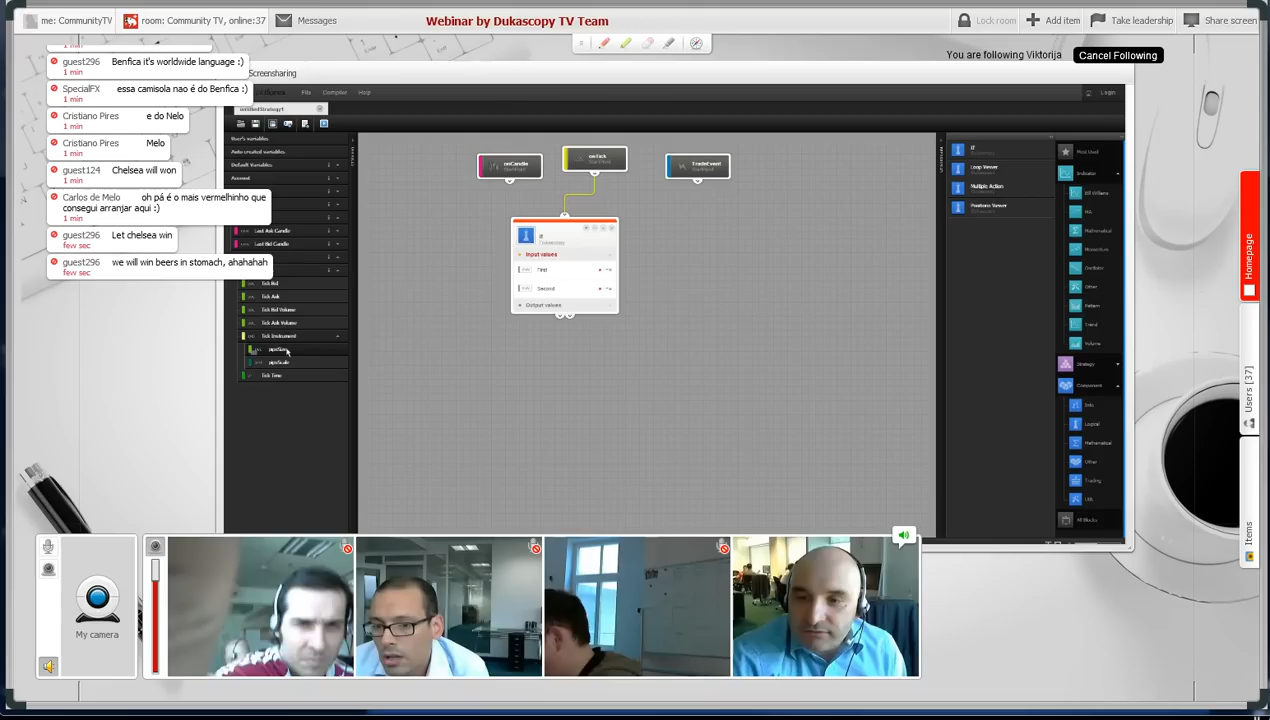 me: CommunityTV
room: Community TV, online:37
Messages
Webinar by Dukascopy TV Team
Lock room
Add item
Take leadership
Share screen
You are following Viktorija
Cancel Following
1 min
guest296 Benfica it's worldwide language :)
1 min
SpecialFX essa camisola nao é do Benfica :)
1 min
Cristiano Pires e do Nelo
1 min
Cristiano Pires Melo
1 min
guest124 Chelsea will won
1 min
Carlos de Melo oh pá é o mais vermelhinho que
consegui arranjar aqui :)
1 min
guest296 Let chelsea win
few sec
guest296 we will win beers in stomach, ahahahah
few sec
Screensharing
File
Compiler
Help
Login
User's variables
Auto created variables
Default Variables
Account
Last Ask Candle
Last Bid Candle
Tick Bid
Tick Ask
Tick Bid Volume
Tick Ask Volume
Tick Instrument
pipsScale
Tick Time
onCandle
onTick
TradeEvent
If
Input values
First
Second
Output values
If
Loop Viewer
Multiple Action
Positions Viewer
Most Used
Indicator
Bill Williams
Mathematical
Momentum
Oscillator
Other
Pattern
Trend
Volume
Strategy
Component
Logical
Mathematical
Other
Trading
All Blocks
Homepage
Users [37]
Items
My camera